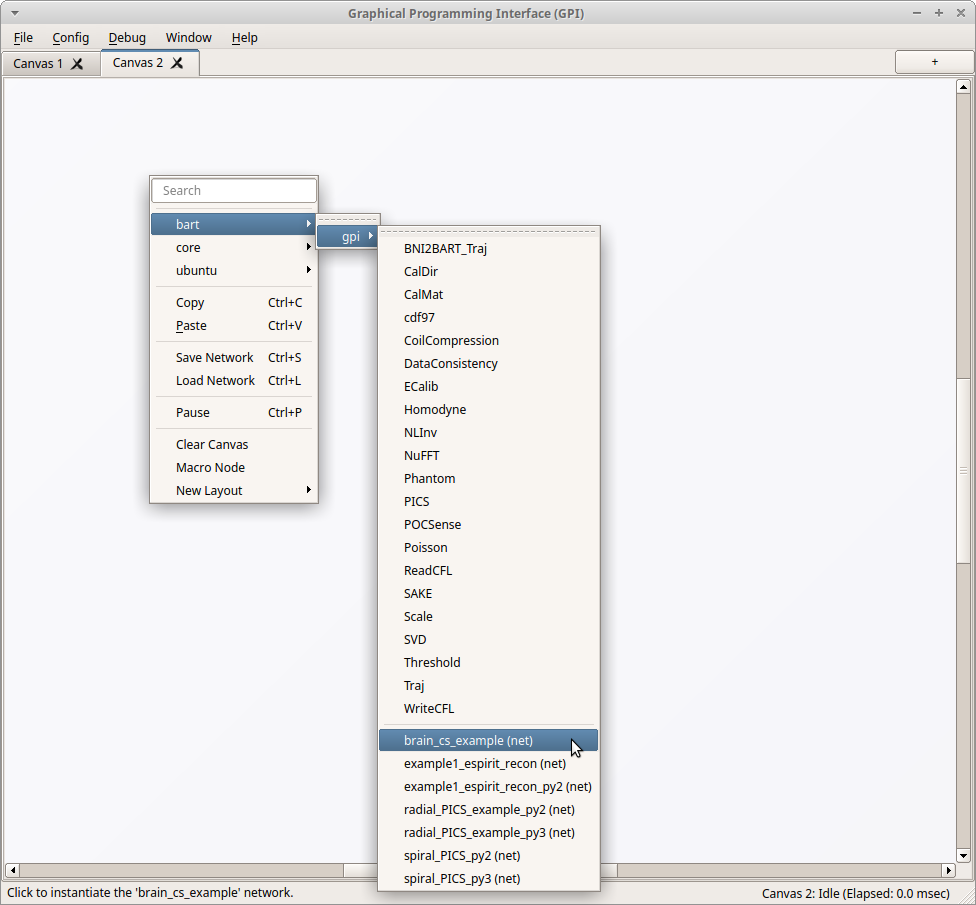 Graphical Programming Interface (GPI)
File Config Debug Window Help
Canvas 1 Canvas 2 +
Search
bart
core
ubuntu
Copy Ctrl+C
Paste Ctrl+V
Save Network Ctrl+S
Load Network Ctrl+L
Pause Ctrl+P
Clear Canvas
Macro Node
New Layout
gpi
BNI2BART_Traj
CalDir
CalMat
cdf97
CoilCompression
DataConsistency
ECalib
Homodyne
NLInv
NuFFT
Phantom
PICS
POCSense
Poisson
ReadCFL
SAKE
Scale
SVD
Threshold
Traj
WriteCFL
brain_cs_example (net)
example1_espirit_recon (net)
example1_espirit_recon_py2 (net)
radial_PICS_example_py2 (net)
radial_PICS_example_py3 (net)
spiral_PICS_py2 (net)
spiral_PICS_py3 (net)
Click to instantiate the 'brain_cs_example' network.
Canvas 2: Idle (Elapsed: 0.0 msec)